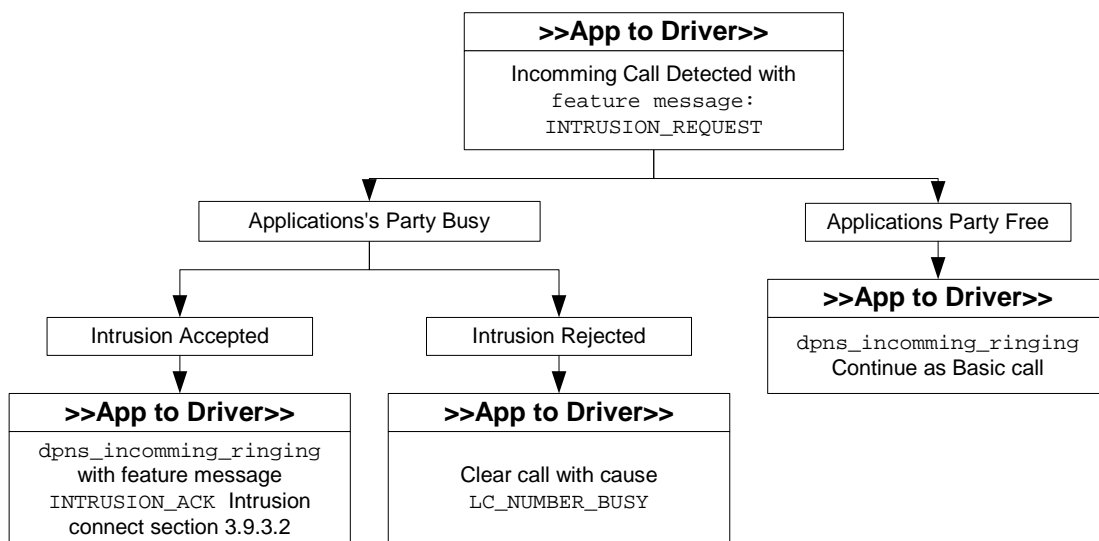 >>App to Driver>>
Incomming Call Detected with
feature message:
INTRUSION_REQUEST
Applications's Party Busy
Applications Party Free
>>App to Driver>>
dpns_incomming_ringing
Continue as Basic call
Intrusion Accepted
Intrusion Rejected
>>App to Driver>>
dpns_incomming_ringing
with feature message
INTRUSION_ACK Intrusion
connect section 3.9.3.2
>>App to Driver>>
Clear call with cause
LC_NUMBER_BUSY